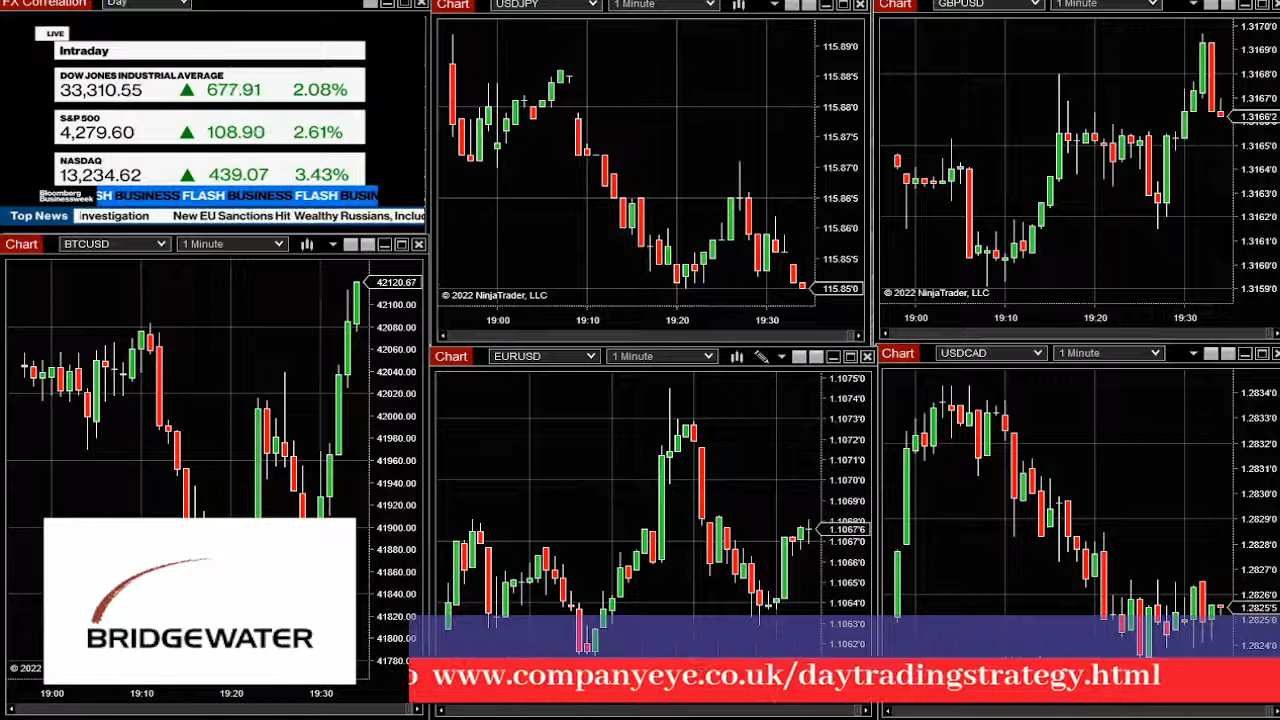 FX Correlation
Day
LIVE
Intraday
DOW JONES INDUSTRIAL AVERAGE
33,310.55 ▲ 677.91 2.08%
S&P 500
4,279.60 ▲ 108.90 2.61%
NASDAQ
13,234.62 ▲ 439.07 3.43%
Bloomberg
Businessweek
SH BUSINESS FLASH BUSINESS FLASH BUSIN
Top News Investigation New EU Sanctions Hit Wealthy Russians, Inclu
Chart USDJPY 1 Minute
115.89'0
115.88'5
115.88'0
115.87'5
115.87'0
115.86'5
115.86'0
115.85'5
115.85'0
© 2022 NinjaTrader, LLC
19:00 19:10 19:20 19:30
Chart GBPUSD 1 Minute
1.3170'0
1.3169'0
1.3167'0
1.3166'2
1.3165'0
1.3164'0
1.3163'0
1.3162'0
1.3161'0
1.3160'0
1.3159'0
© 2022 NinjaTrader, LLC
19:00 19:10 19:20 19:30
Chart BTCUSD 1 Minute
42120.67
42100.00
42080.00
42060.00
42040.00
42020.00
42000.00
41980.00
41960.00
41940.00
41920.00
41900.00
41880.00
41860.00
41840.00
41820.00
41800.00
41780.00
© 2022
19:00 19:10 19:20 19:30
BRIDGEWATER
Chart EURUSD 1 Minute
1.1075'0
1.1074'0
1.1073'0
1.1072'0
1.1071'0
1.1070'0
1.1069'0
1.1068'0
1.1067'6
1.1067'0
1.1066'0
1.1065'0
1.1064'0
1.1063'0
1.1062'0
Chart USDCAD 1 Minute
1.2834'0
1.2832'0
1.2831'0
1.2830'0
1.2829'0
1.2828'0
1.2827'0
1.2826'0
1.2825'5
1.2825'0
1.2824'0
www.companyeye.co.uk/daytradingstrategy.html